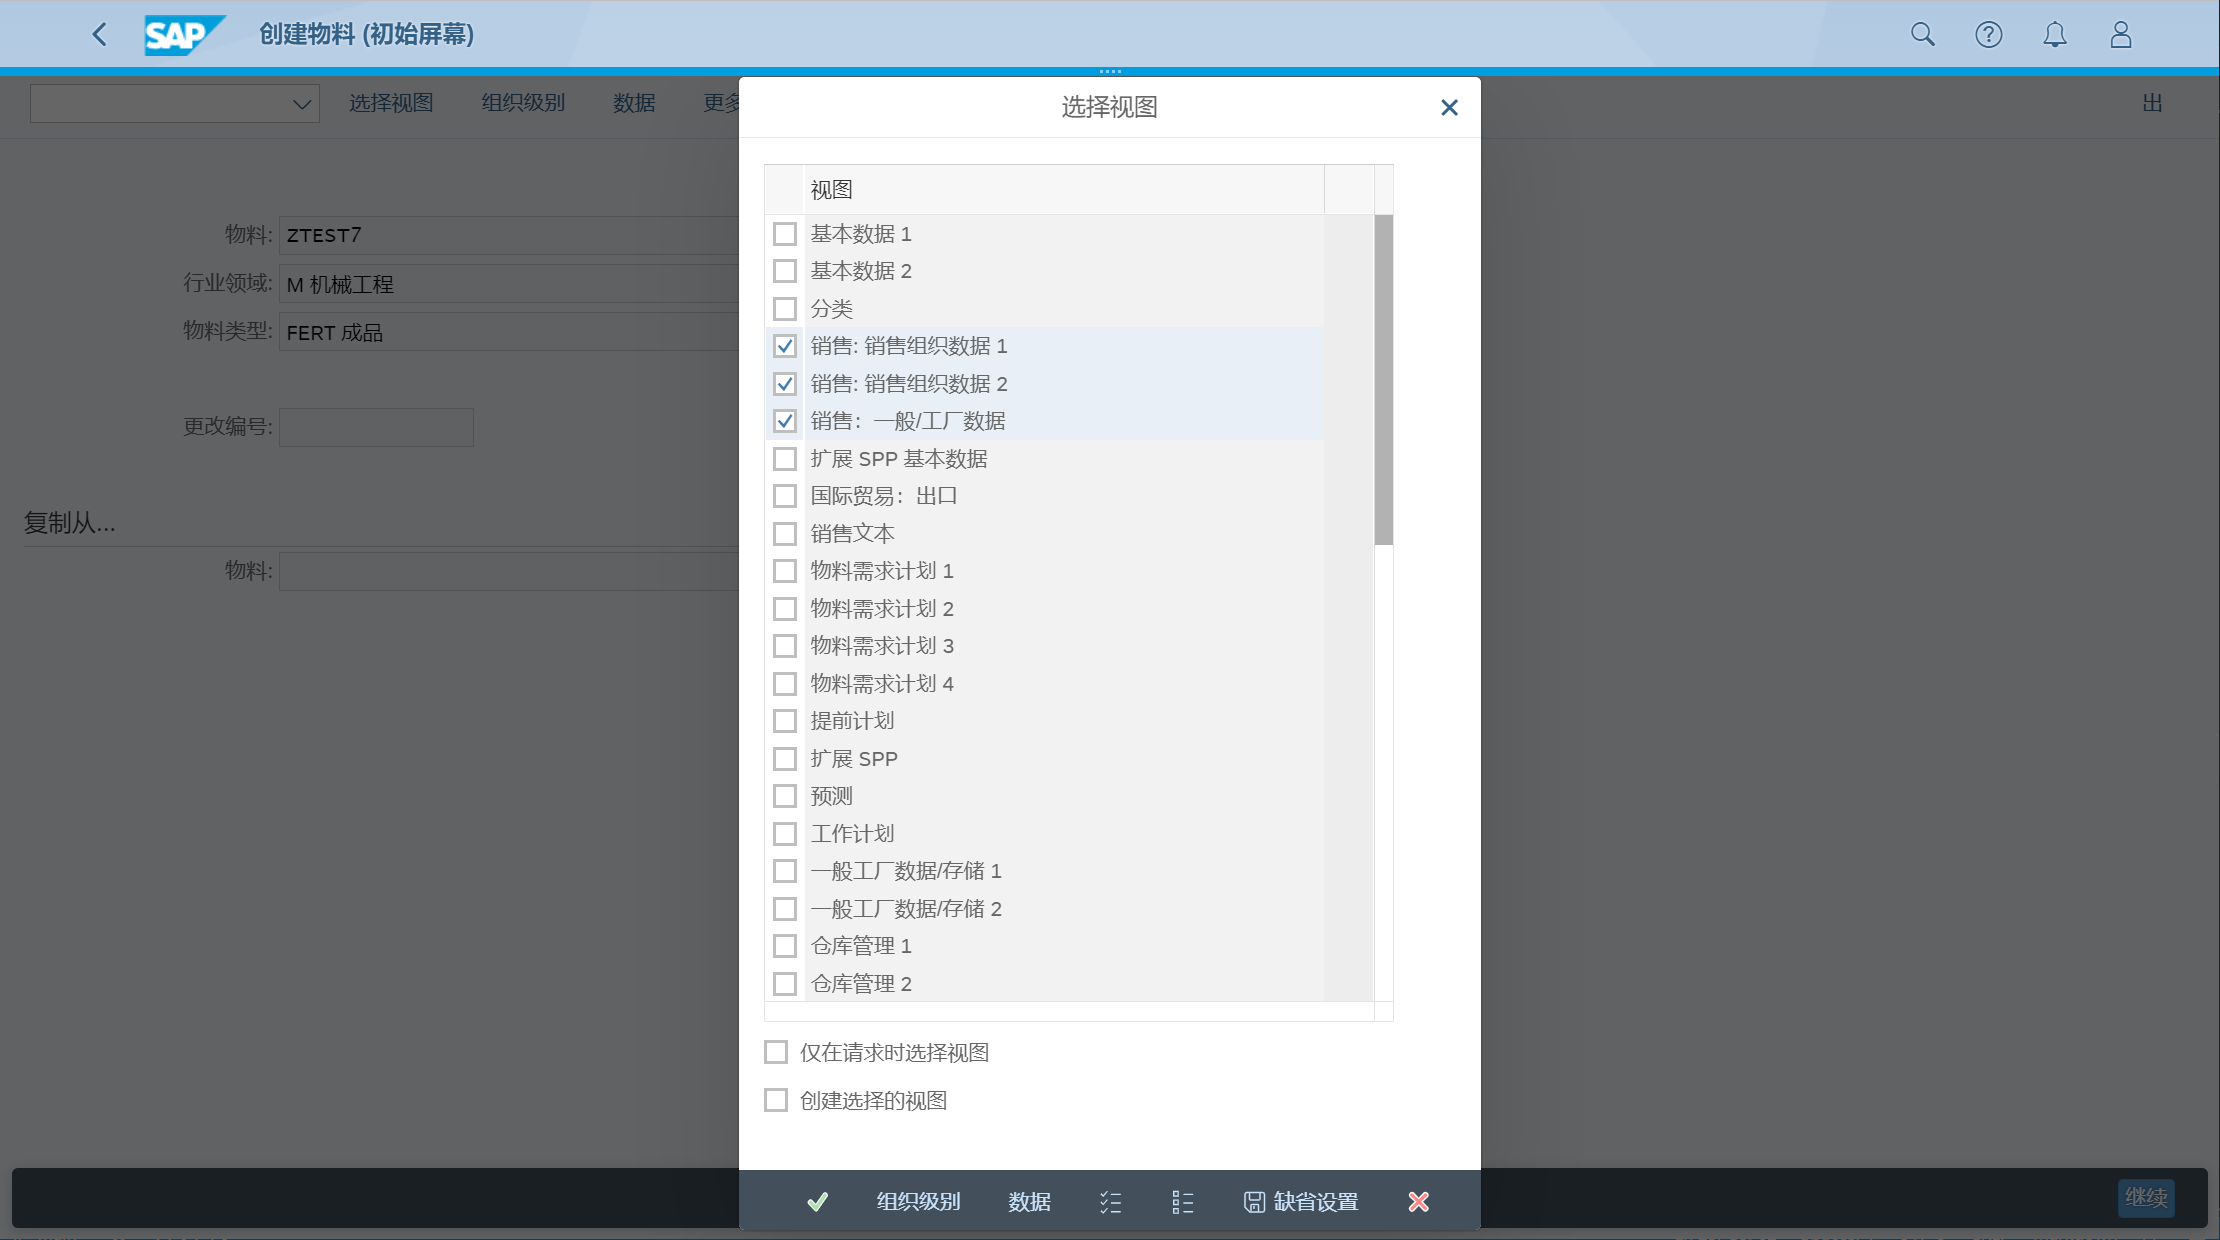 SAP 创建物料 (初始屏幕)
选择视图 组织级别 数据 更多
选择视图
视图
基本数据 1
基本数据 2
分类
销售: 销售组织数据 1
销售: 销售组织数据 2
销售：一般/工厂数据
扩展 SPP 基本数据
国际贸易：出口
销售文本
物料需求计划 1
物料需求计划 2
物料需求计划 3
物料需求计划 4
提前计划
扩展 SPP
预测
工作计划
一般工厂数据/存储 1
一般工厂数据/存储 2
仓库管理 1
仓库管理 2
仅在请求时选择视图
创建选择的视图
组织级别 数据 缺省设置
出
物料: ZTEST7
行业领域: M 机械工程
物料类型: FERT 成品
更改编号:
复制从...
物料:
继续